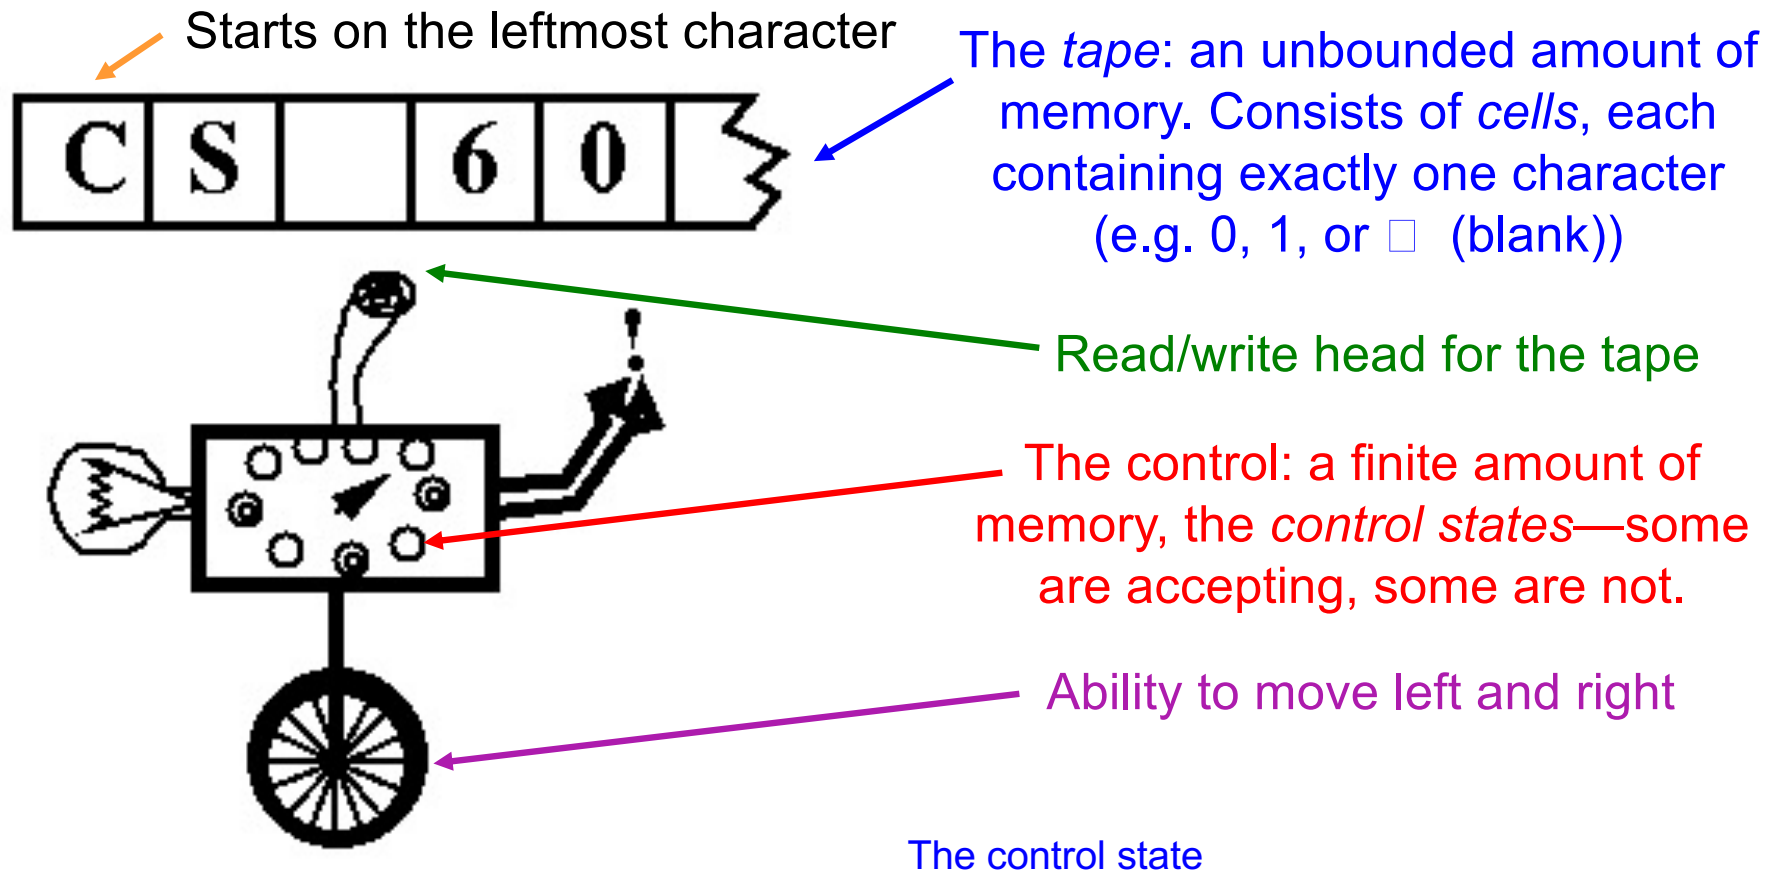 Starts on the leftmost character
C S 6 0
The tape: an unbounded amount of
memory. Consists of cells, each
containing exactly one character
(e.g. 0, 1, or □ (blank))
!
Read/write head for the tape
The control: a finite amount of
memory, the control states—some
are accepting, some are not.
Ability to move left and right
The control state